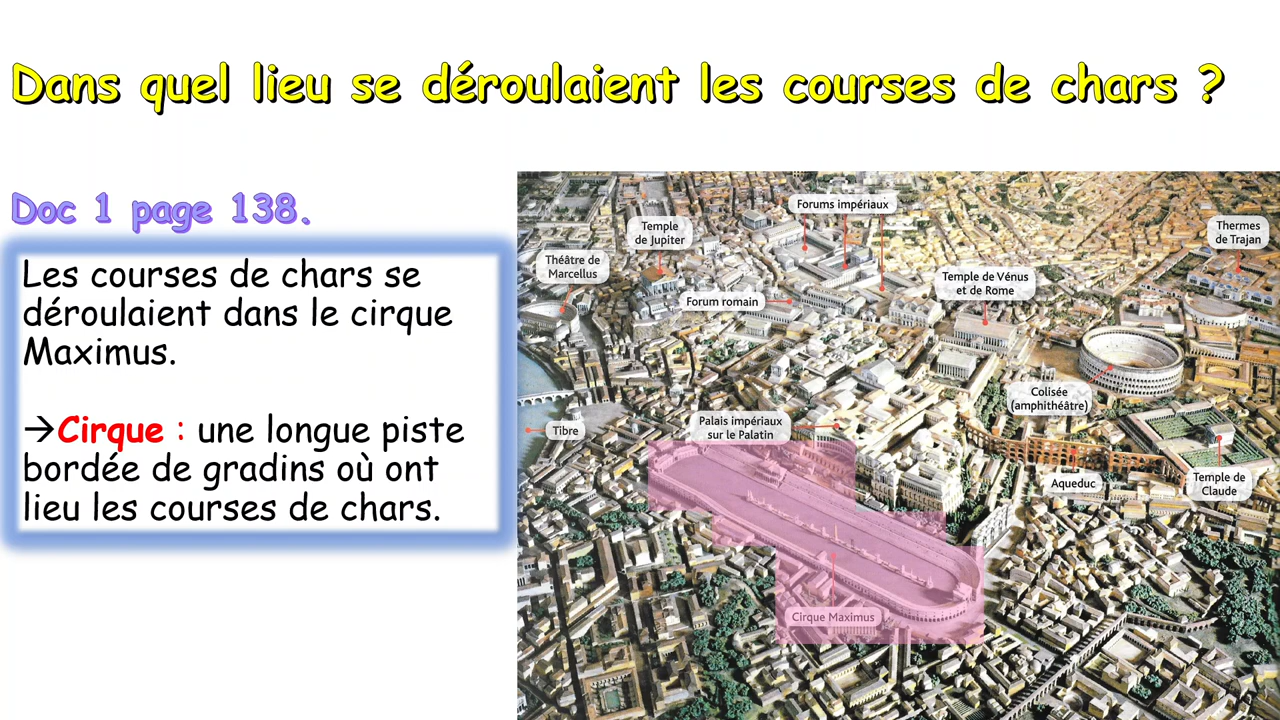 Dans quel lieu se déroulaient les courses de chars ?
Doc 1 page 138.
Les courses de chars se
déroulaient dans le cirque
Maximus.
→Cirque : une longue piste
bordée de gradins où ont
lieu les courses de chars.
Forums impériaux
Temple
de Jupiter
Thermes
de Trajan
Théâtre de
Marcellus
Temple de Vénus
et de Rome
Forum romain
Colisée
(amphithéâtre)
Palais impériaux
sur le Palatin
Tibre
Aqueduc
Temple de
Claude
Cirque Maximus